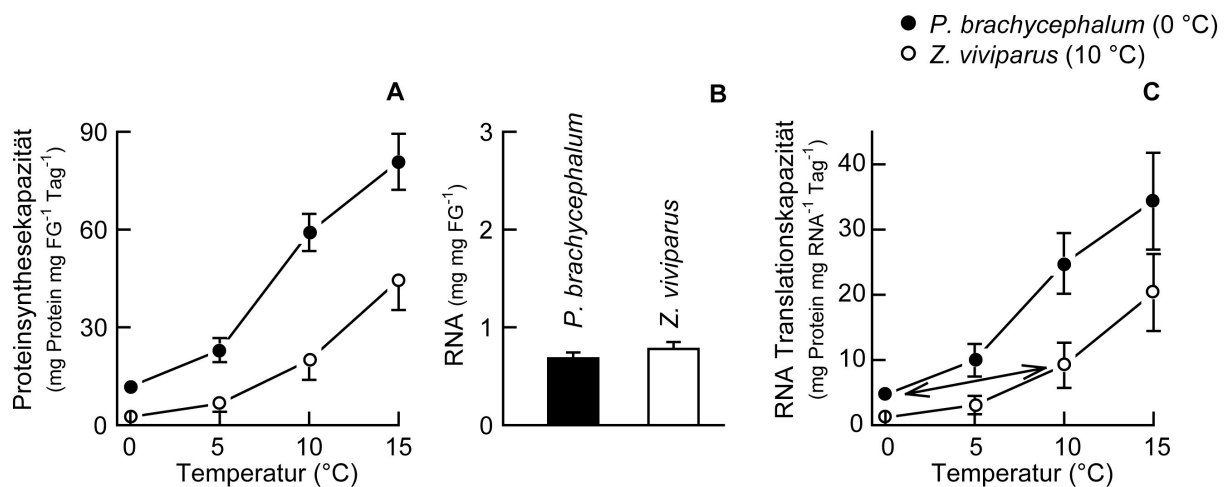 P. brachycephalum (0 °C)
Z. viviparus (10 °C)
A
Proteinsynthesekapazität
(mg Protein mg FG⁻¹ Tag⁻¹)
90
60
30
0
0 5 10 15
Temperatur (°C)
B
RNA (mg mg FG⁻¹)
3
2
1
0
P. brachycephalum
Z. viviparus
C
RNA Translationskapazität
(mg Protein mg RNA⁻¹ Tag⁻¹)
40
30
20
10
0
0 5 10 15
Temperatur (°C)